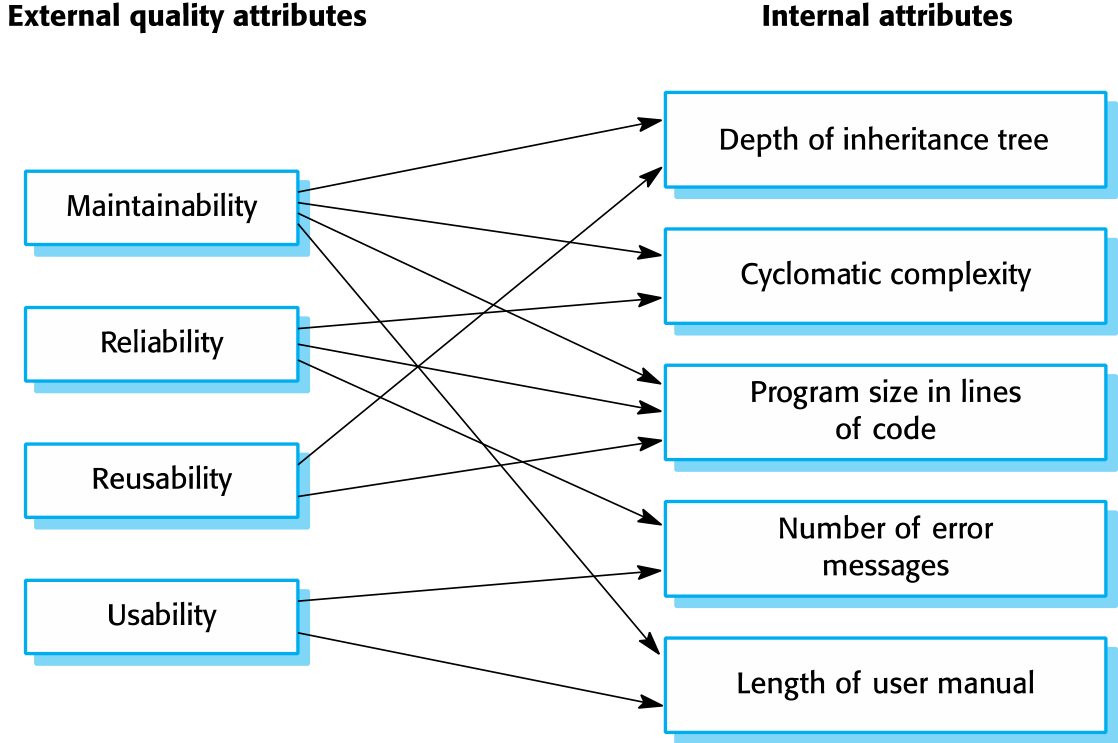 External quality attributes
Internal attributes
Maintainability
Reliability
Reusability
Usability
Depth of inheritance tree
Cyclomatic complexity
Program size in lines
of code
Number of error
messages
Length of user manual